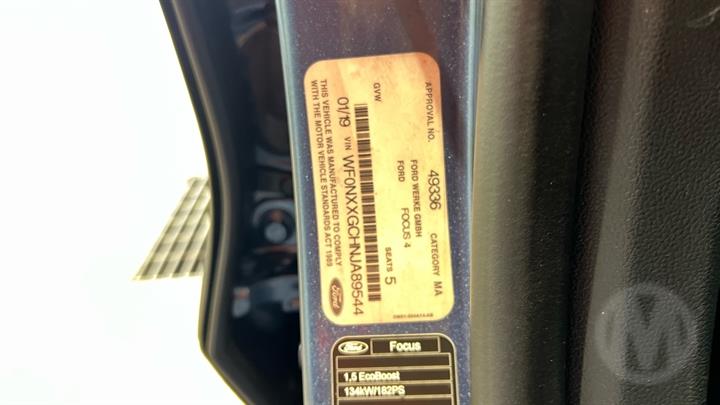 APPROVAL NO. 49336 CATEGORY MA
FORD WERKE GMBH
FORD FOCUS 4
GVW SEATS 5
01/19 VIN WF0NXXGCHNJA89544
THIS VEHICLE WAS MANUFACTURED TO COMPLY
WITH THE MOTOR VEHICLE STANDARDS ACT 1989
Ford
Ford Focus
1,5 EcoBoost
134kW/182PS
M